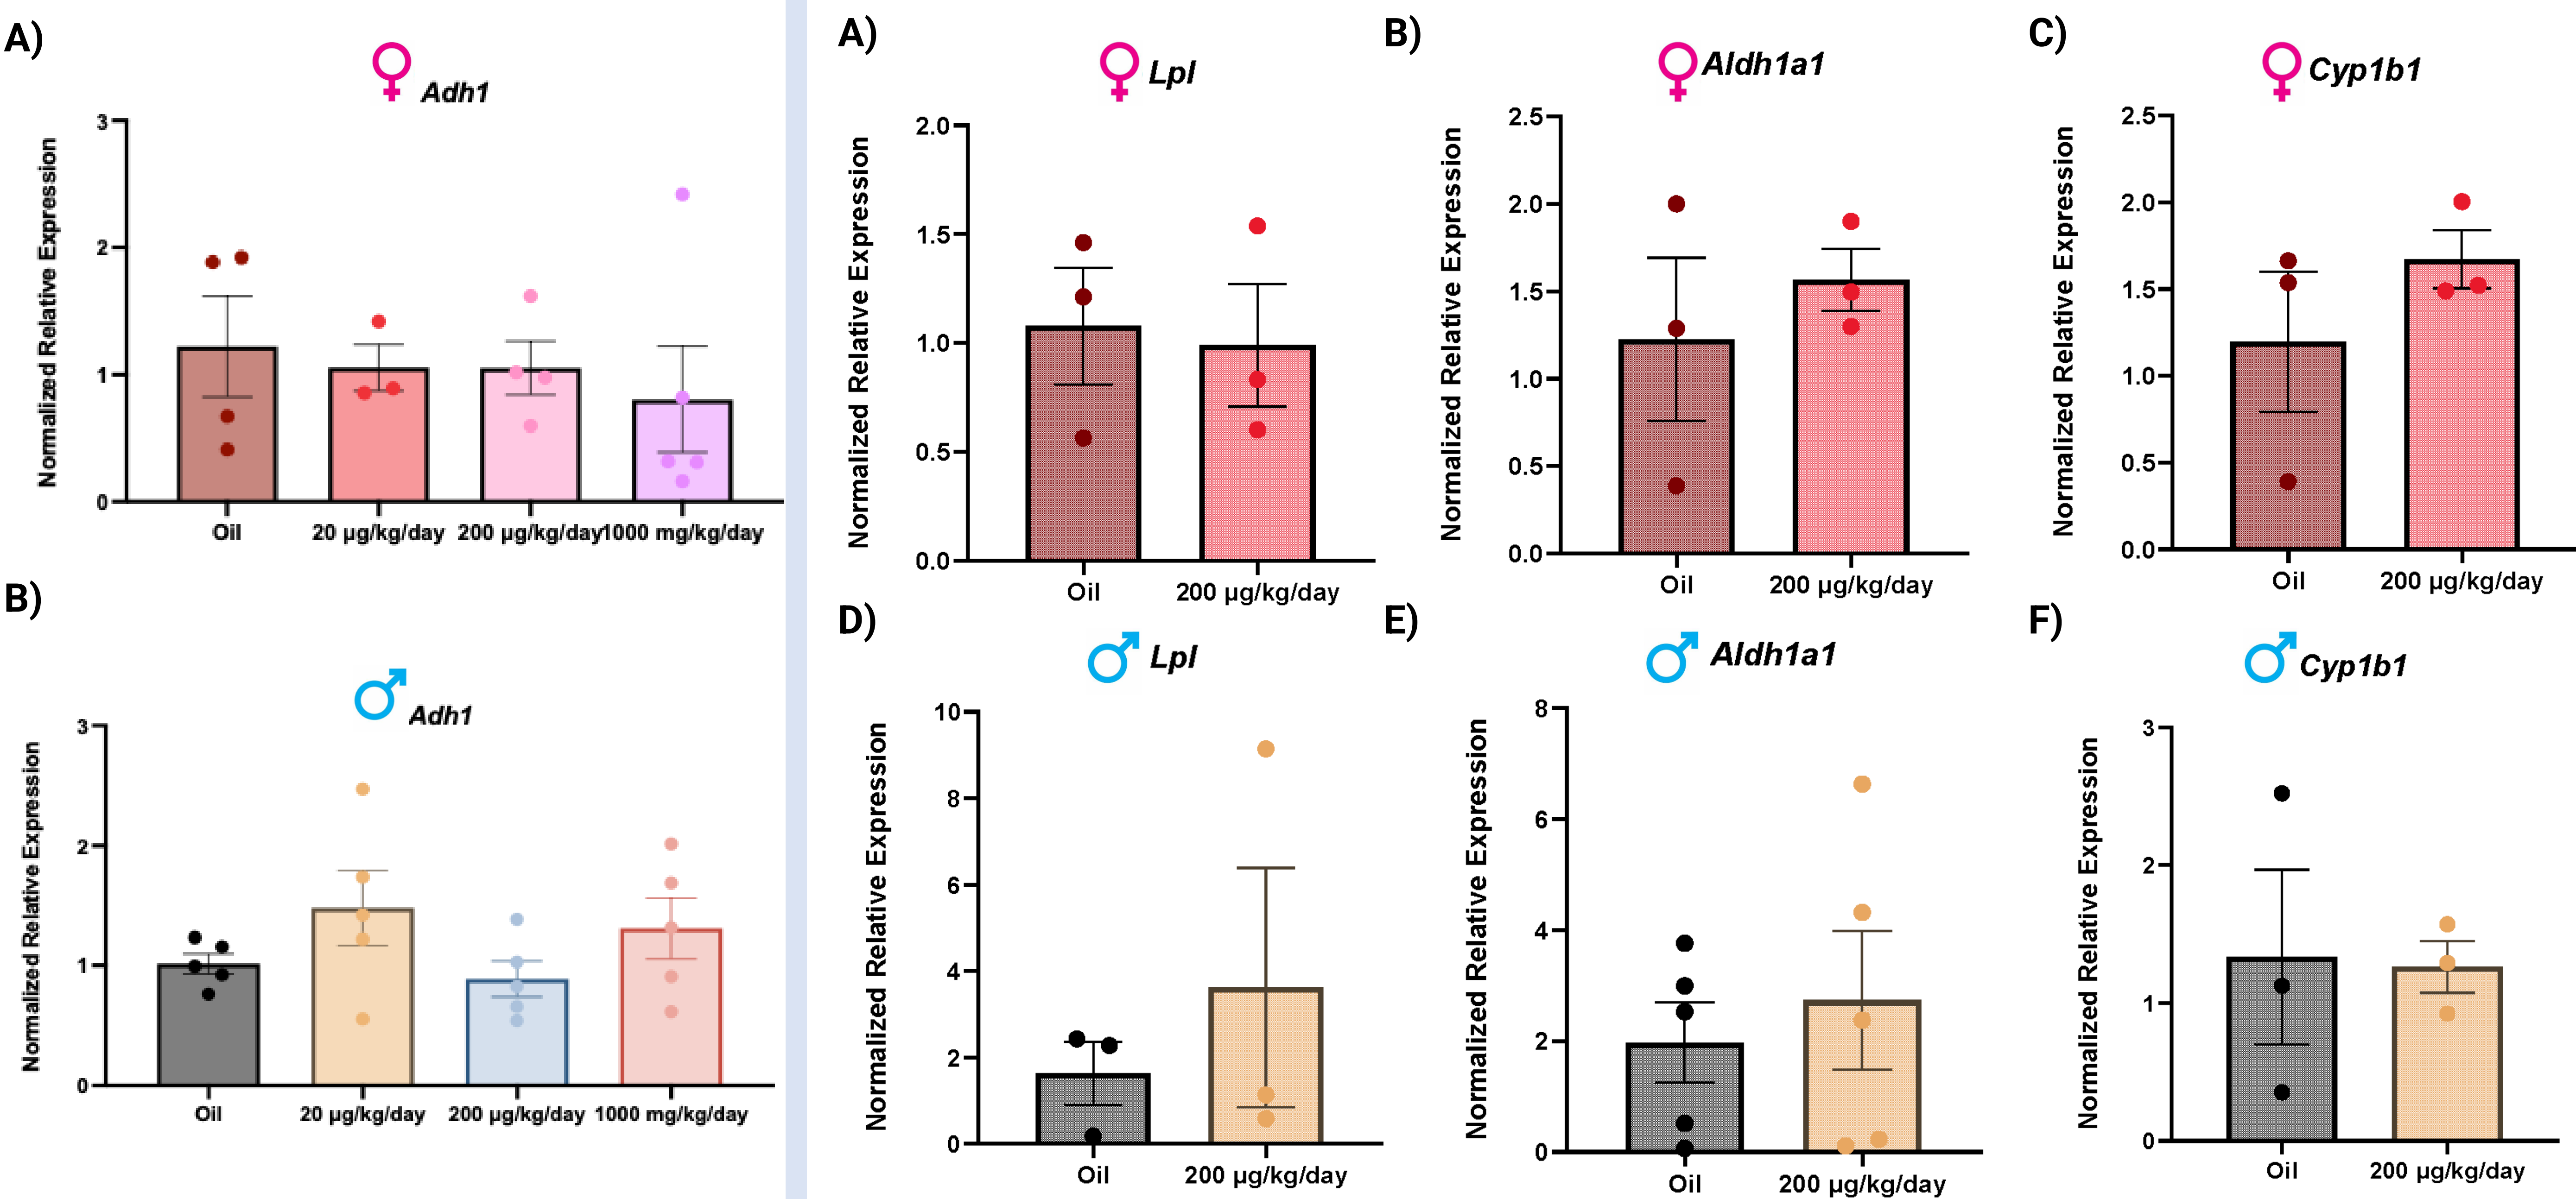 A)
♀ Adh1
Normalized Relative Expression
3
2
1
0
Oil 20 µg/kg/day 200 µg/kg/day 1000 mg/kg/day
B)
♂ Adh1
Normalized Relative Expression
3
2
1
0
Oil 20 µg/kg/day 200 µg/kg/day 1000 mg/kg/day
A)
♀ Lpl
Normalized Relative Expression
2.0
1.5
1.0
0.5
0.0
Oil 200 µg/kg/day
B)
♀ Aldh1a1
Normalized Relative Expression
2.5
2.0
1.5
1.0
0.5
0.0
Oil 200 µg/kg/day
C)
♀ Cyp1b1
Normalized Relative Expression
2.5
2.0
1.5
1.0
0.5
0.0
Oil 200 µg/kg/day
D)
♂ Lpl
Normalized Relative Expression
10
8
6
4
2
0
Oil 200 µg/kg/day
E)
♂ Aldh1a1
Normalized Relative Expression
8
6
4
2
0
Oil 200 µg/kg/day
F)
♂ Cyp1b1
Normalized Relative Expression
3
2
1
0
Oil 200 µg/kg/day